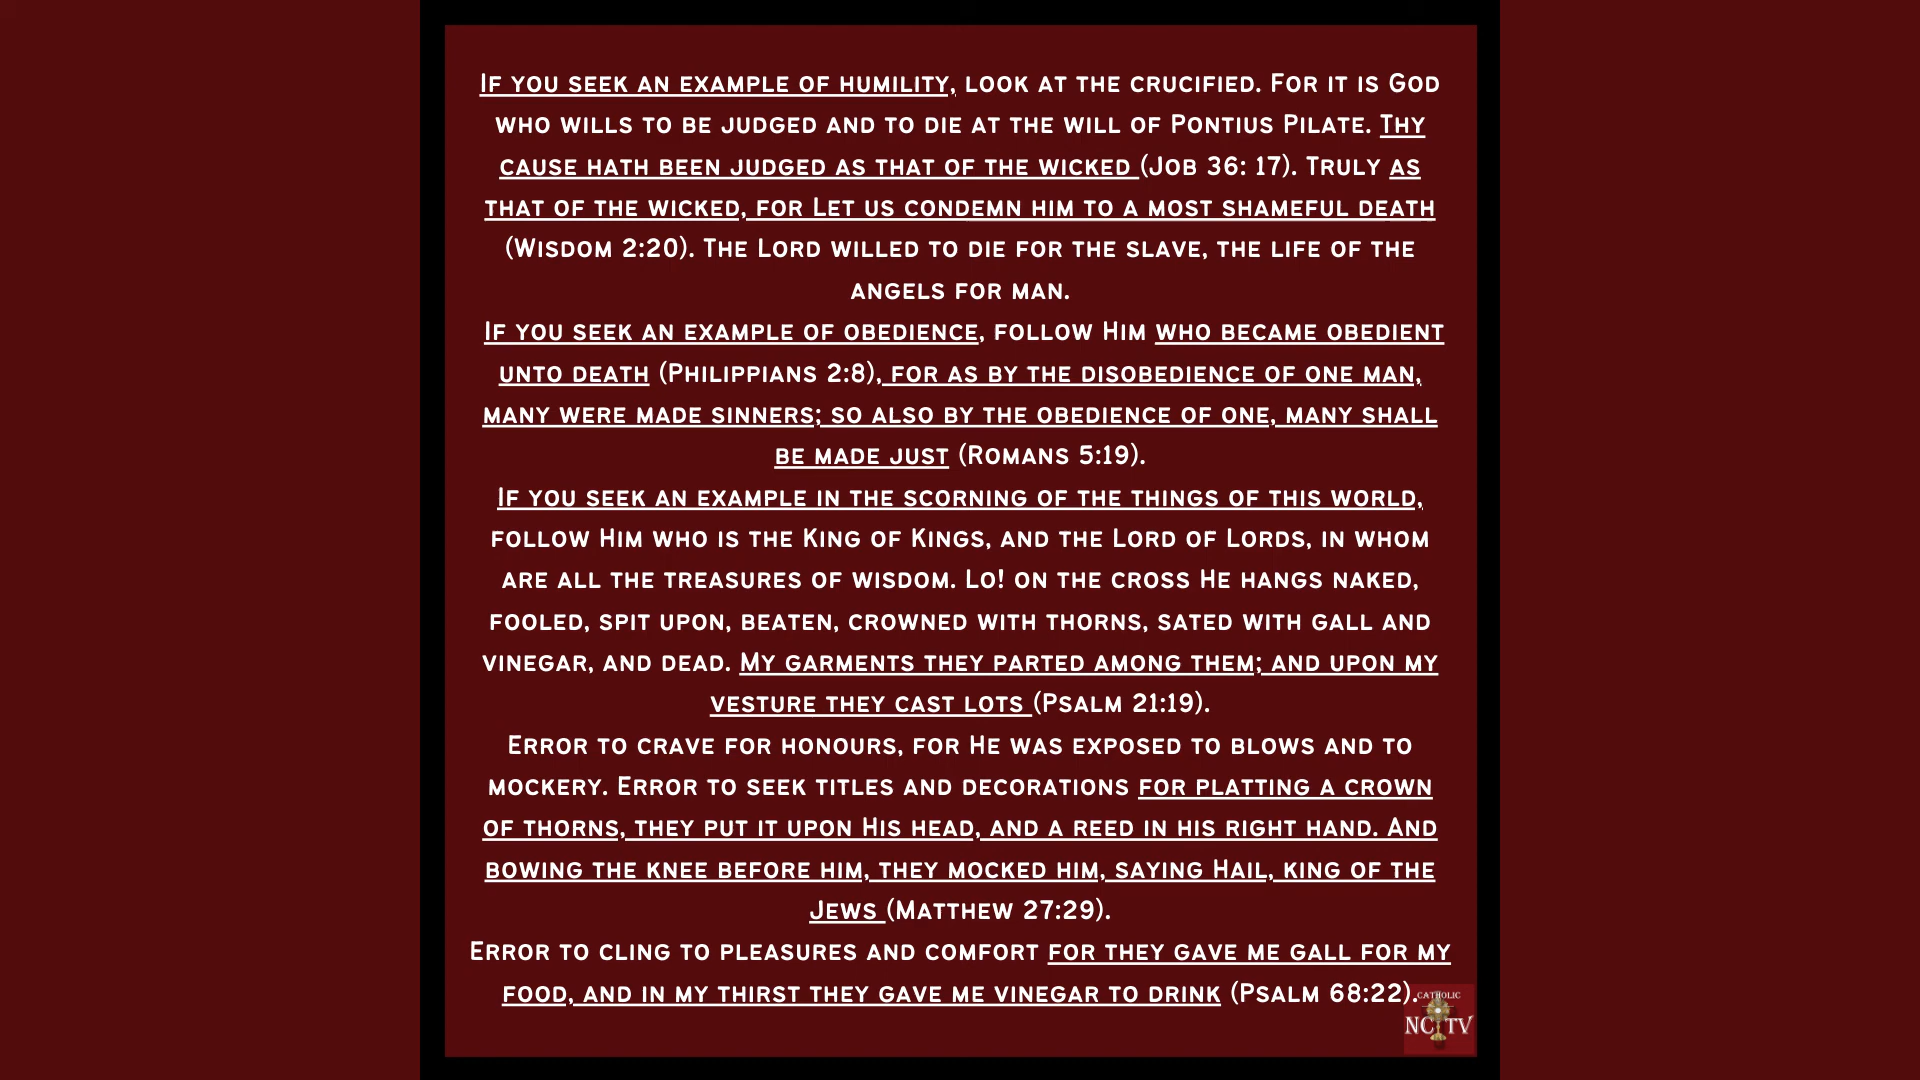 If you seek an example of humility, look at the crucified. For it is God
who wills to be judged and to die at the will of Pontius Pilate. Thy
cause hath been judged as that of the wicked (Job 36: 17). Truly as
that of the wicked, for Let us condemn him to a most shameful death
(Wisdom 2:20). The Lord willed to die for the slave, the life of the
angels for man.
If you seek an example of obedience, follow Him who became obedient
unto death (Philippians 2:8), for as by the disobedience of one man,
many were made sinners; so also by the obedience of one, many shall
be made just (Romans 5:19).
If you seek an example in the scorning of the things of this world,
follow Him who is the King of Kings, and the Lord of Lords, in whom
are all the treasures of wisdom. Lo! on the cross He hangs naked,
fooled, spit upon, beaten, crowned with thorns, sated with gall and
vinegar, and dead. My garments they parted among them; and upon my
vesture they cast lots (Psalm 21:19).
Error to crave for honours, for He was exposed to blows and to
mockery. Error to seek titles and decorations for platting a crown
of thorns, they put it upon His head, and a reed in his right hand. And
bowing the knee before him, they mocked him, saying Hail, king of the
Jews (Matthew 27:29).
Error to cling to pleasures and comfort for they gave me gall for my
food, and in my thirst they gave me vinegar to drink (Psalm 68:22).
CATHOLIC
NC TV